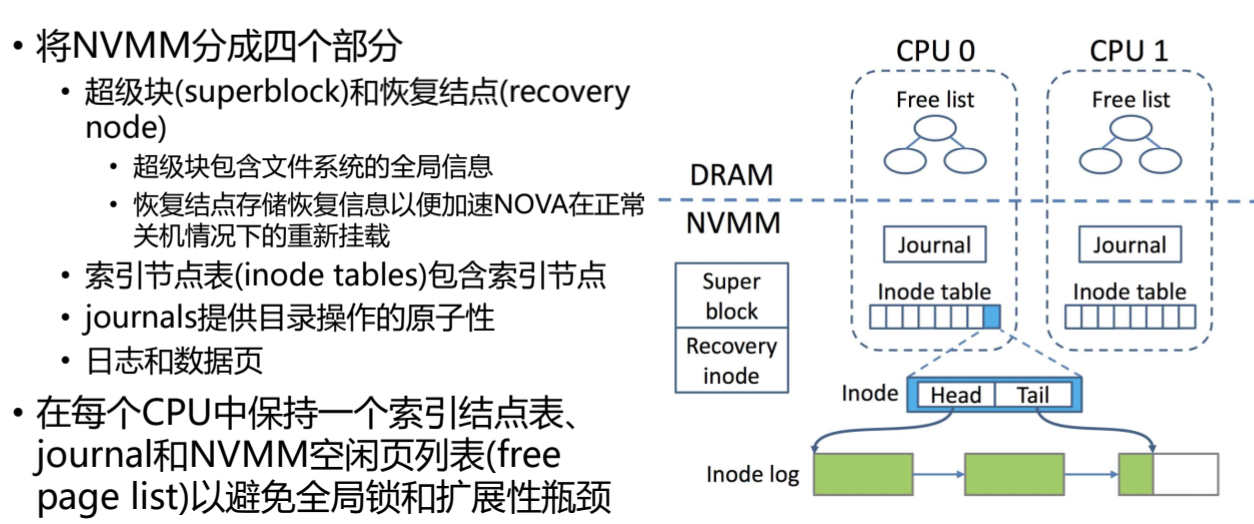 • 将NVMM分成四个部分
• 超级块(superblock)和恢复结点(recovery
node)
• 超级块包含文件系统的全局信息
• 恢复结点存储恢复信息以便加速NOVA在正常
关机情况下的重新挂载
• 索引节点表(inode tables)包含索引节点
• journals提供目录操作的原子性
• 日志和数据页
• 在每个CPU中保持一个索引结点表、
journal和NVMM空闲页列表(free
page list)以避免全局锁和扩展性瓶颈
CPU 0
CPU 1
Free list
Free list
DRAM
NVMM
Journal
Journal
Super
block
Recovery
inode
Inode table
Inode table
Inode
Head
Tail
Inode log